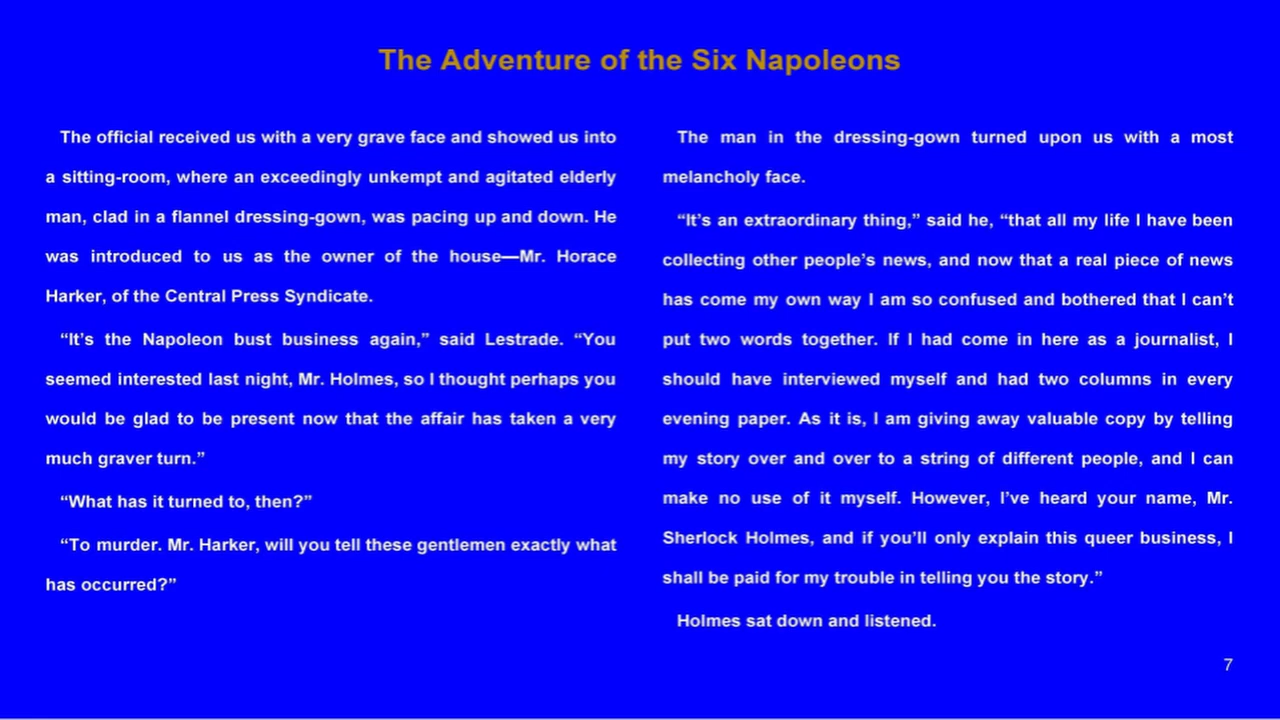 The Adventure of the Six Napoleons
The official received us with a very grave face and showed us into
a sitting-room, where an exceedingly unkempt and agitated elderly
man, clad in a flannel dressing-gown, was pacing up and down. He
was introduced to us as the owner of the house—Mr. Horace
Harker, of the Central Press Syndicate.
“It’s the Napoleon bust business again,” said Lestrade. “You
seemed interested last night, Mr. Holmes, so I thought perhaps you
would be glad to be present now that the affair has taken a very
much graver turn.”
“What has it turned to, then?”
“To murder. Mr. Harker, will you tell these gentlemen exactly what
has occurred?”
The man in the dressing-gown turned upon us with a most
melancholy face.
“It’s an extraordinary thing,” said he, “that all my life I have been
collecting other people’s news, and now that a real piece of news
has come my own way I am so confused and bothered that I can’t
put two words together. If I had come in here as a journalist, I
should have interviewed myself and had two columns in every
evening paper. As it is, I am giving away valuable copy by telling
my story over and over to a string of different people, and I can
make no use of it myself. However, I’ve heard your name, Mr.
Sherlock Holmes, and if you’ll only explain this queer business, I
shall be paid for my trouble in telling you the story.”
Holmes sat down and listened.
7